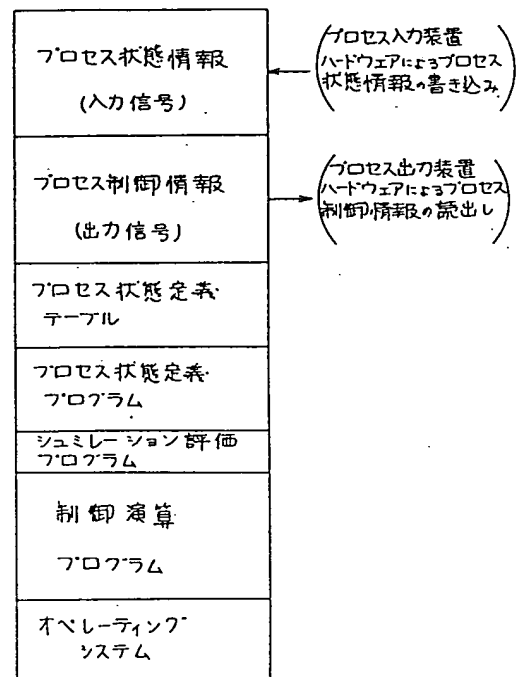 プロセス状態情報
(入力信号)
プロセス入力装置
ハードウェアによるプロセス
状態情報の書き込み
プロセス制御情報
(出力信号)
プロセス出力装置
ハードウェアによるプロセス
制御情報の読出し
プロセス状態定義
テーブル
プロセス状態定義
プログラム
シュミレーション評価
プログラム
制御演算
プログラム
オペレーティング
システム